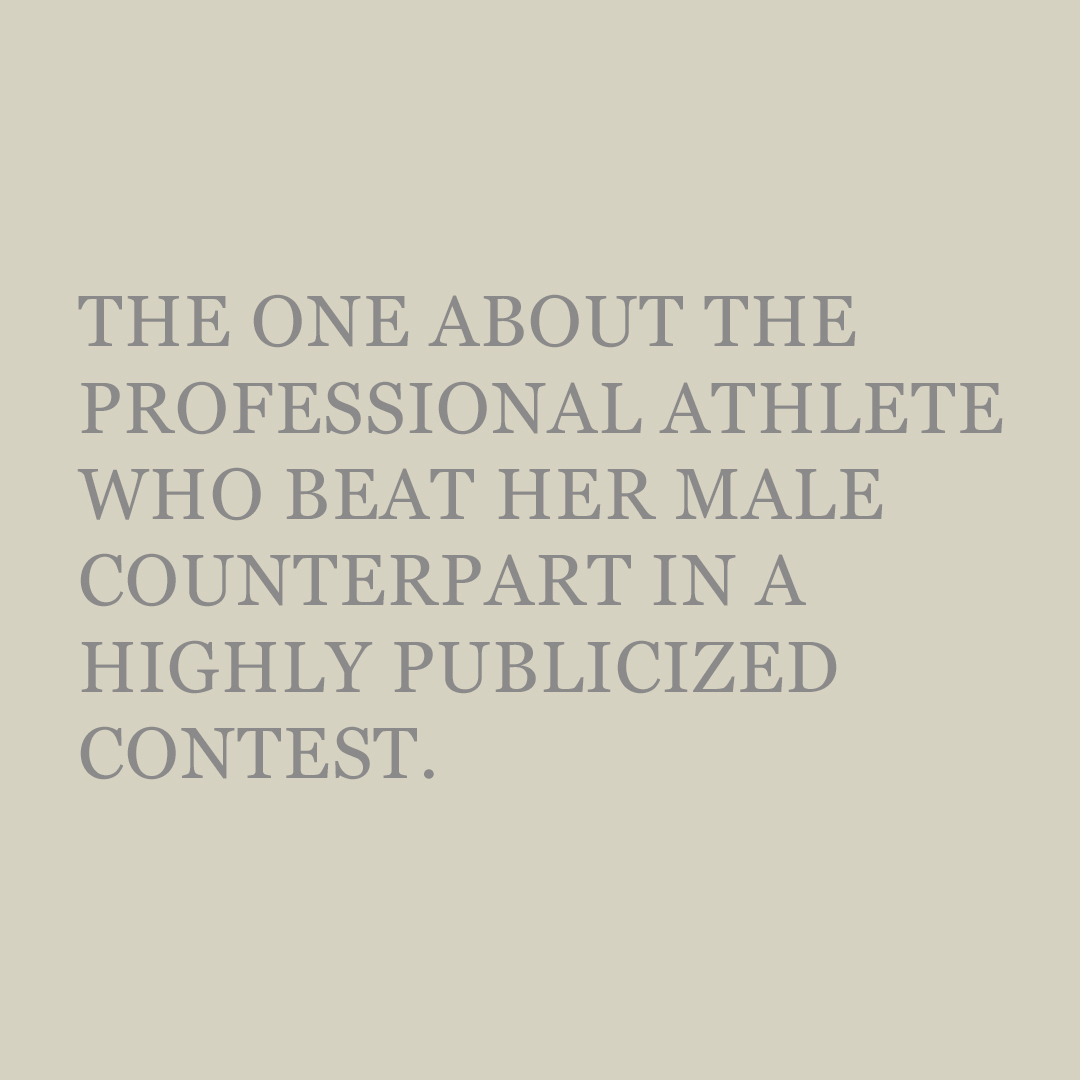 THE ONE ABOUT THE
PROFESSIONAL ATHLETE
WHO BEAT HER MALE
COUNTERPART IN A
HIGHLY PUBLICIZED
CONTEST.